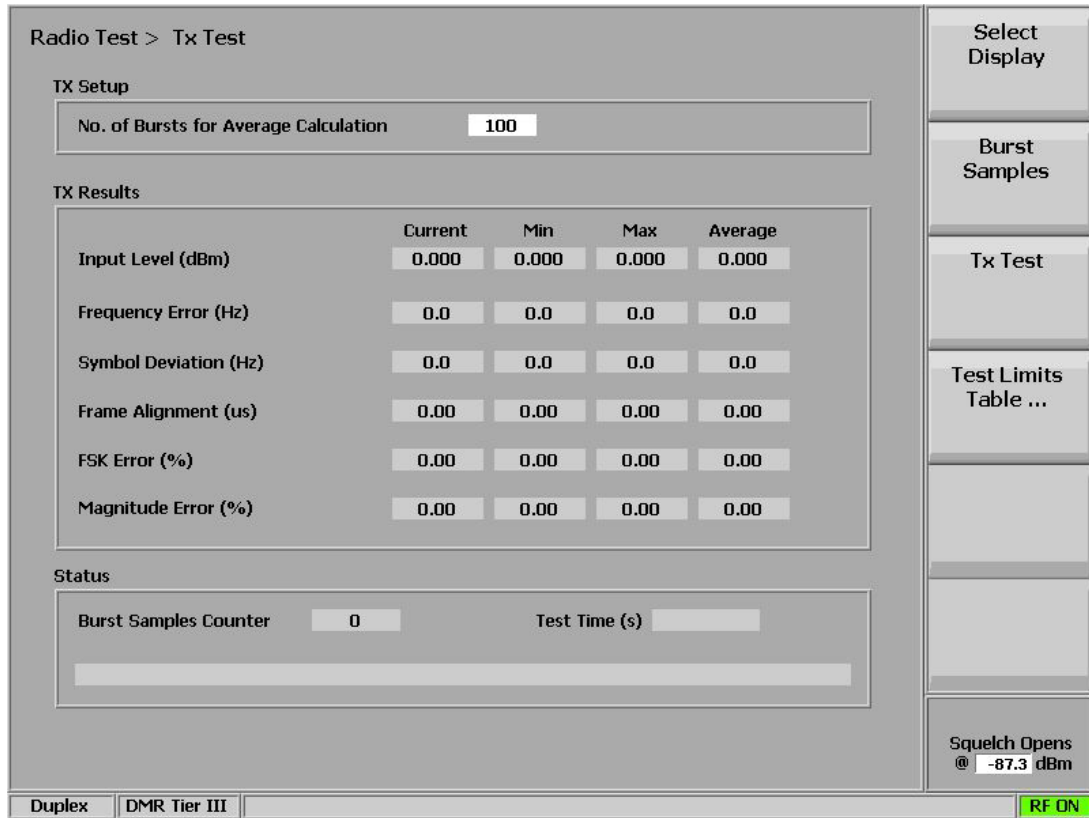 Radio Test > Tx Test
TX Setup
No. of Bursts for Average Calculation 100
TX Results
Current Min Max Average
Input Level (dBm) 0.000 0.000 0.000 0.000
Frequency Error (Hz) 0.0 0.0 0.0 0.0
Symbol Deviation (Hz) 0.0 0.0 0.0 0.0
Frame Alignment (us) 0.00 0.00 0.00 0.00
FSK Error (%) 0.00 0.00 0.00 0.00
Magnitude Error (%) 0.00 0.00 0.00 0.00
Status
Burst Samples Counter 0 Test Time (s)
Select
Display
Burst
Samples
Tx Test
Test Limits
Table ...
Squelch Opens
@ -87.3 dBm
Duplex DMR Tier III RF ON